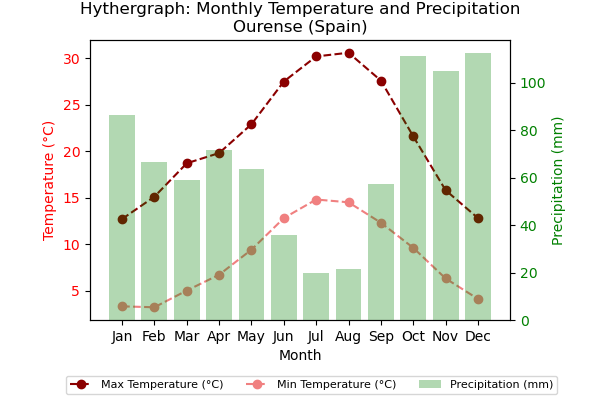 Hythergraph: Monthly Temperature and Precipitation
Ourense (Spain)
Temperature (°C)
30
25
20
15
10
5
Precipitation (mm)
100
80
60
40
20
0
Jan Feb Mar Apr May Jun Jul Aug Sep Oct Nov Dec
Month
Max Temperature (°C) Min Temperature (°C) Precipitation (mm)